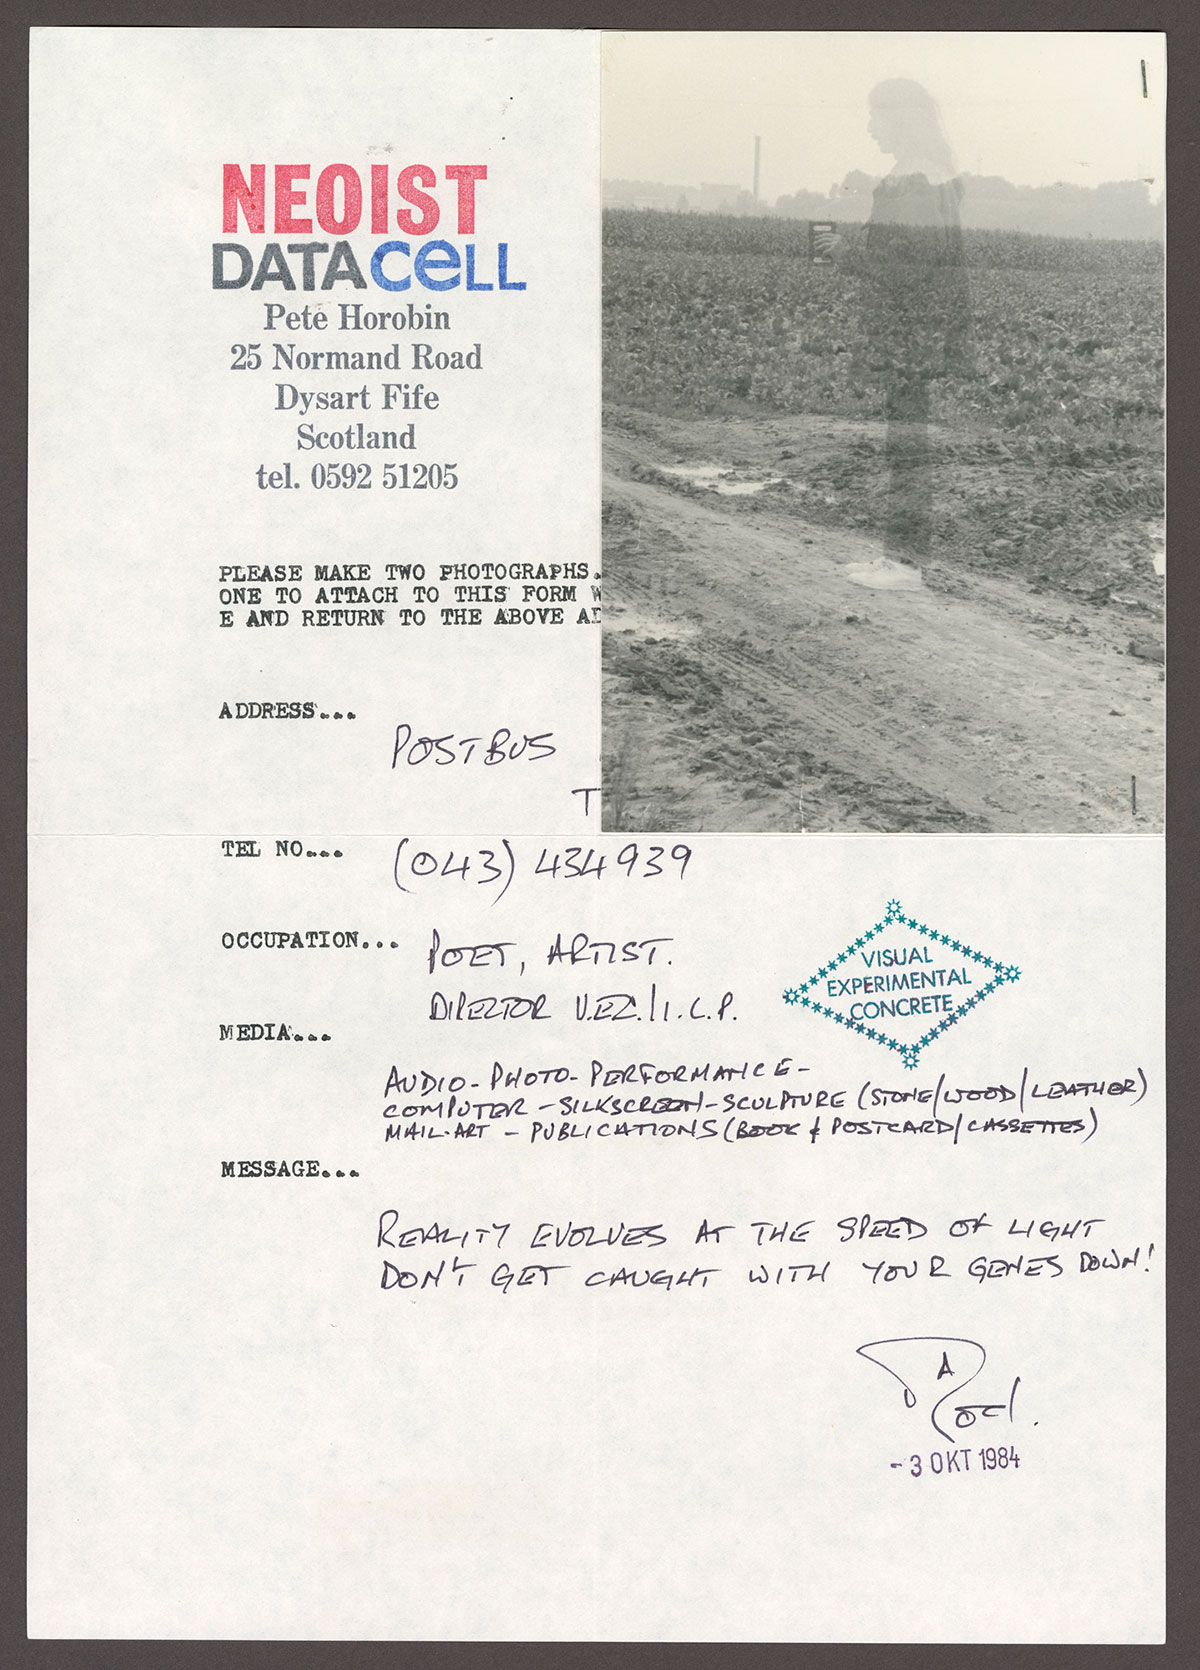 NEOIST
DATACELL
Pete Horobin
25 Normand Road
Dysart Fife
Scotland
tel. 0592 51205
PLEASE MAKE TWO PHOTOGRAPHS.
ONE TO ATTACH TO THIS FORM W
E AND RETURN TO THE ABOVE AD
ADDRESS...
POSTBUS
T
TEL NO...
(043) 434939
OCCUPATION...
POET, ARTIST.
DIREZTOR V.EZ./I.C.P.
VISUAL
EXPERIMENTAL
CONCRETE
MEDIA...
AUDIO-PHOTO-PERFORMANCE-
COMPUTER-SILKSCREEN-SCULPTURE (STONE/WOOD/LEATHER)
MAIL-ART - PUBLICATIONS (BOOK & POSTCARD/CASSETTES)
MESSAGE...
REALITY EVOLVES AT THE SPEED OF LIGHT
DON'T GET CAUGHT WITH YOUR GENES DOWN!
-3 OKT 1984